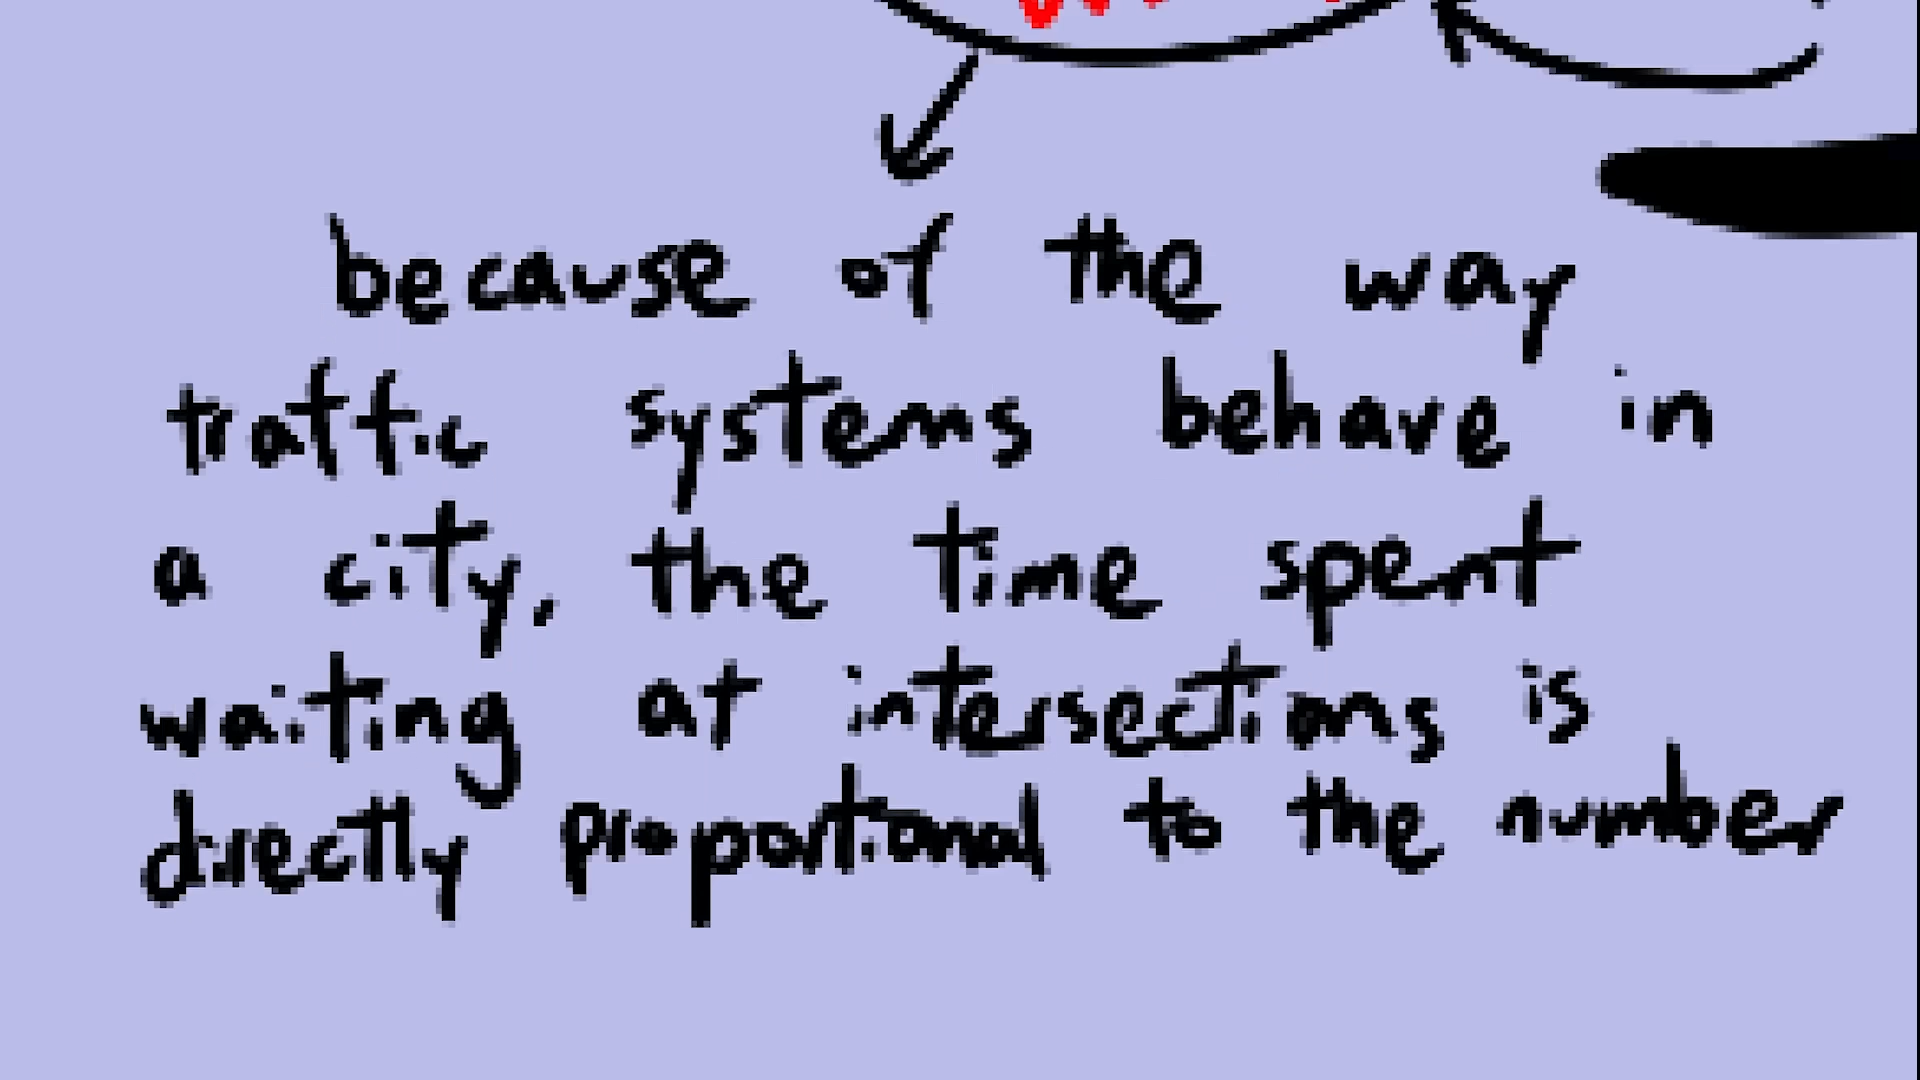 because of the way
traffic systems behave in
a city, the time spent
waiting at intersections is
directly proportional to the number